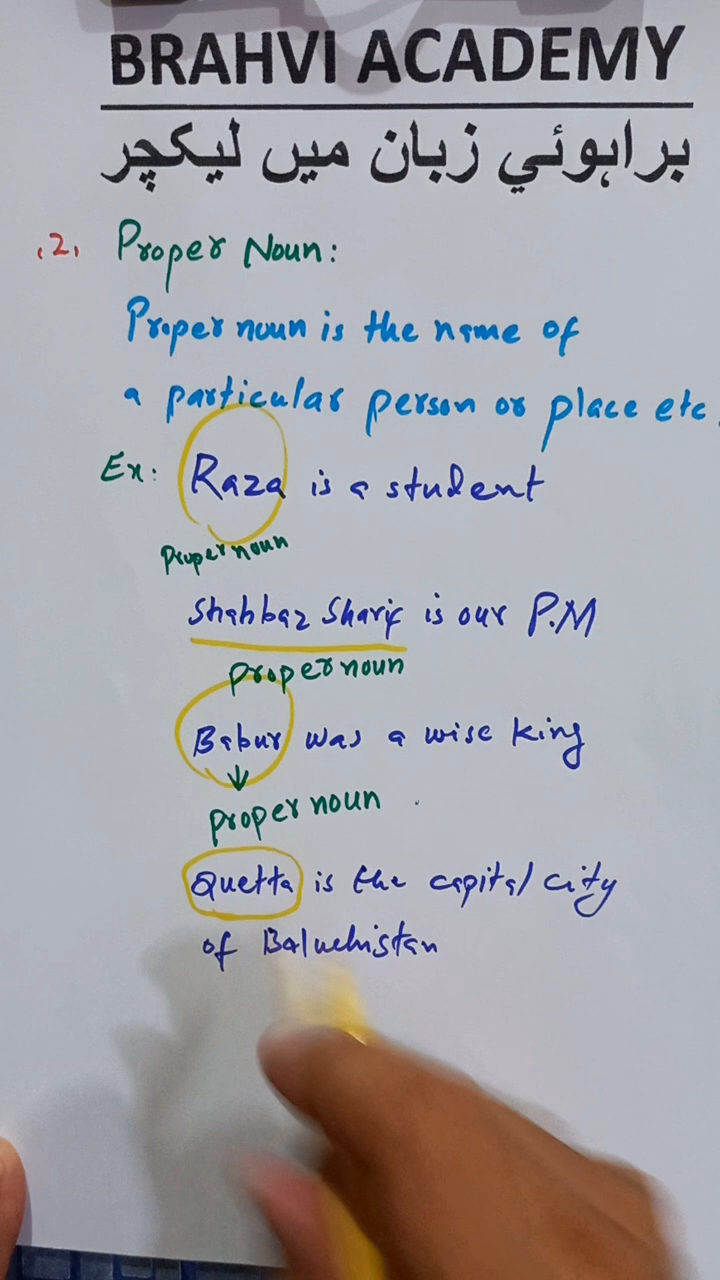 BRAHVI ACADEMY
براہوئي زبان میں لیکچر
.2. Proper Noun:
Proper noun is the name of
a particular person or place etc.
Ex: Raza is a student
Proper noun
Shahbaz Sharif is our P.M
proper noun
Babur was a wise king
proper noun
Quetta is the capital city
of Baluchistan